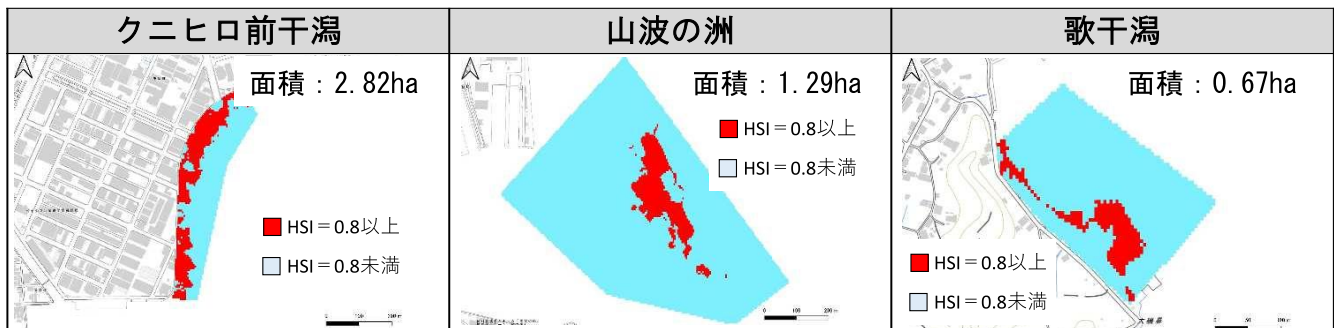 クニヒロ前干潟
面積：2.82ha
HSI＝0.8以上
HSI＝0.8未満
山波の洲
面積：1.29ha
HSI＝0.8以上
HSI＝0.8未満
歌干潟
面積：0.67ha
HSI＝0.8以上
HSI＝0.8未満